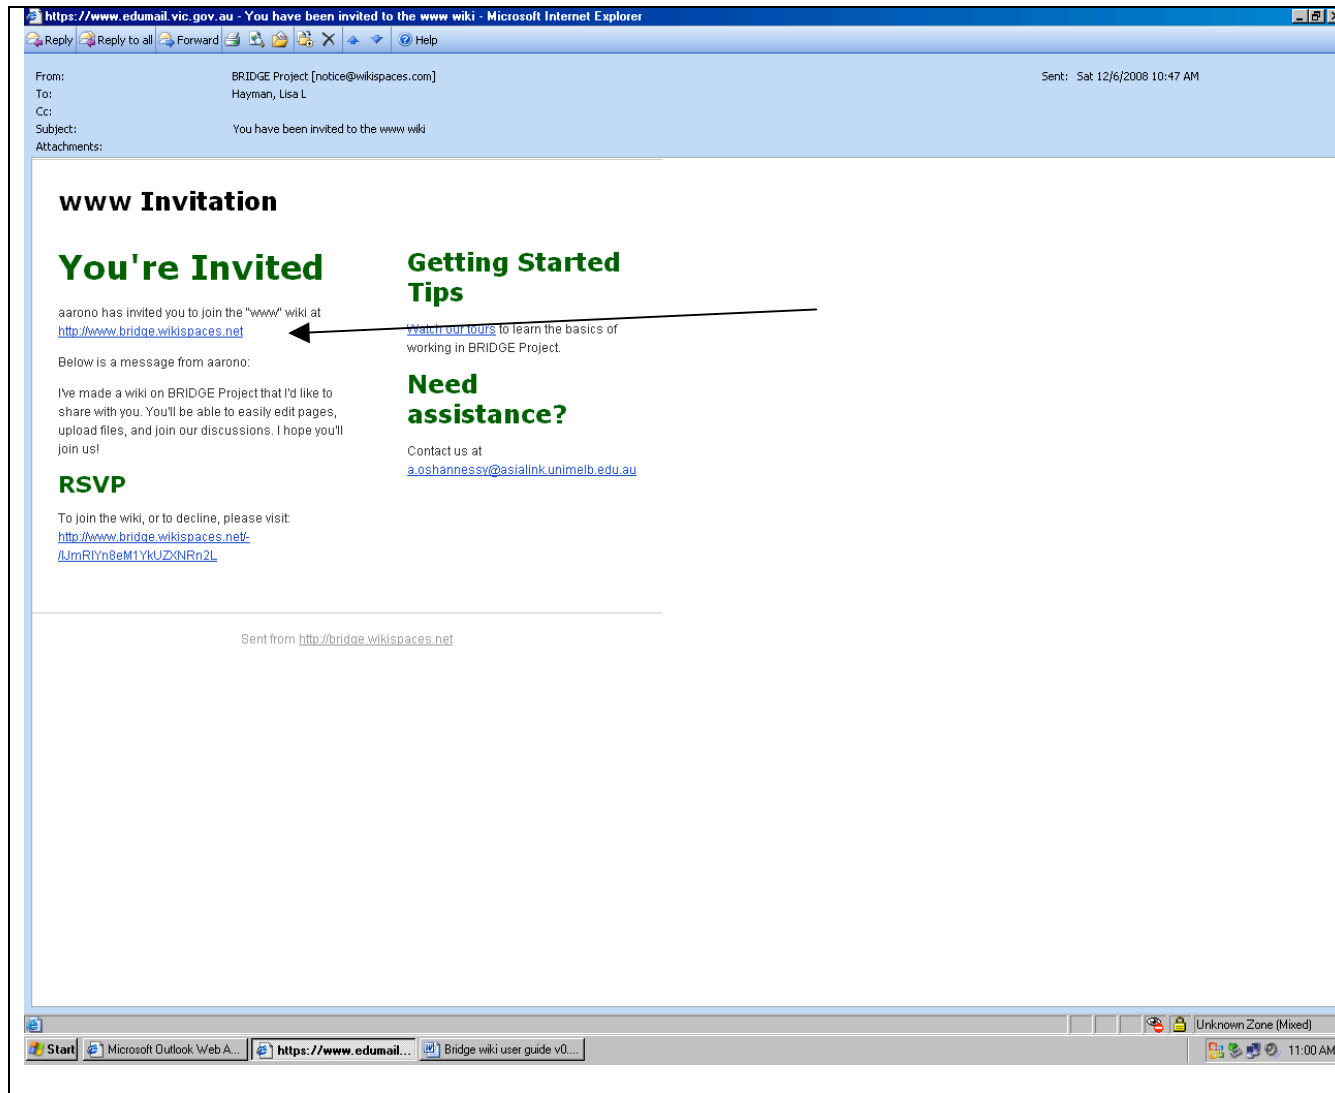 https://www.edumail.vic.gov.au - You have been invited to the www wiki - Microsoft Internet Explorer
Reply Reply to all Forward Help
From: BRIDGE Project [notice@wikispaces.com] Sent: Sat 12/6/2008 10:47 AM
To: Hayman, Lisa L
Cc:
Subject: You have been invited to the www wiki
Attachments:
www Invitation
You're Invited
aarono has invited you to join the "www" wiki at
http://www.bridge.wikispaces.net
Below is a message from aarono:
I've made a wiki on BRIDGE Project that I'd like to
share with you. You'll be able to easily edit pages,
upload files, and join our discussions. I hope you'll
join us!
RSVP
To join the wiki, or to decline, please visit:
http://www.bridge.wikispaces.net/-
Getting Started
Tips
Watch our tours to learn the basics of
working in BRIDGE Project.
Need
assistance?
Contact us at
a.oshannessy@asialink.unimelb.edu.au
Sent from http://bridge.wikispaces.net
Unknown Zone (Mixed)
Start Microsoft Outlook Web A... https://www.edumail... Bridge wiki user guide v0.... 11:00 AM